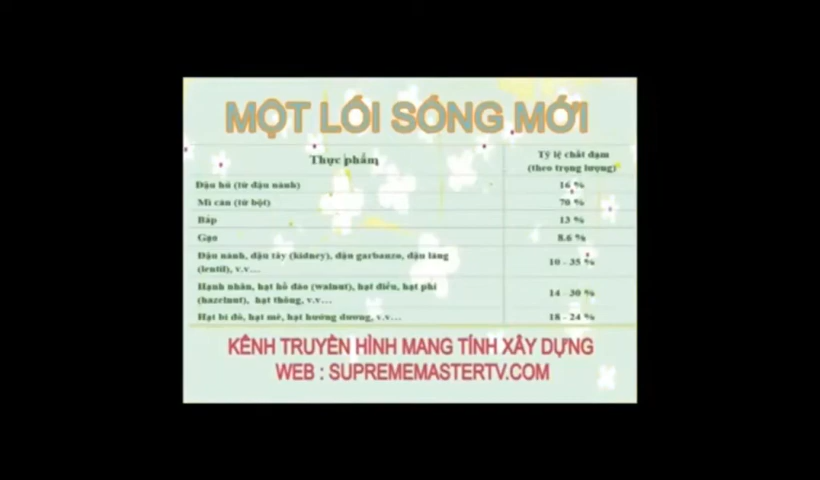 MỘT LỐI SỐNG MỚI
Thực phẩm
Tỷ lệ chất đạm
(theo trọng lượng)
Đậu hũ (từ đậu nành)
16 %
Mì căn (từ bột)
70 %
Bắp
13 %
Gạo
8.6 %
Đậu nành, đậu tây (kidney), đậu garbanzo, đậu lăng
(lentil), v.v…
10 - 35 %
Hạnh nhân, hạt hồ đào (walnut), hạt điều, hạt phỉ
(hazelnut), hạt thông, v.v…
14 - 30 %
Hạt bí đỏ, hạt mè, hạt hướng dương, v.v…
18 - 24 %
KÊNH TRUYỀN HÌNH MANG TÍNH XÂY DỰNG
WEB : SUPREMEMASTERTV.COM